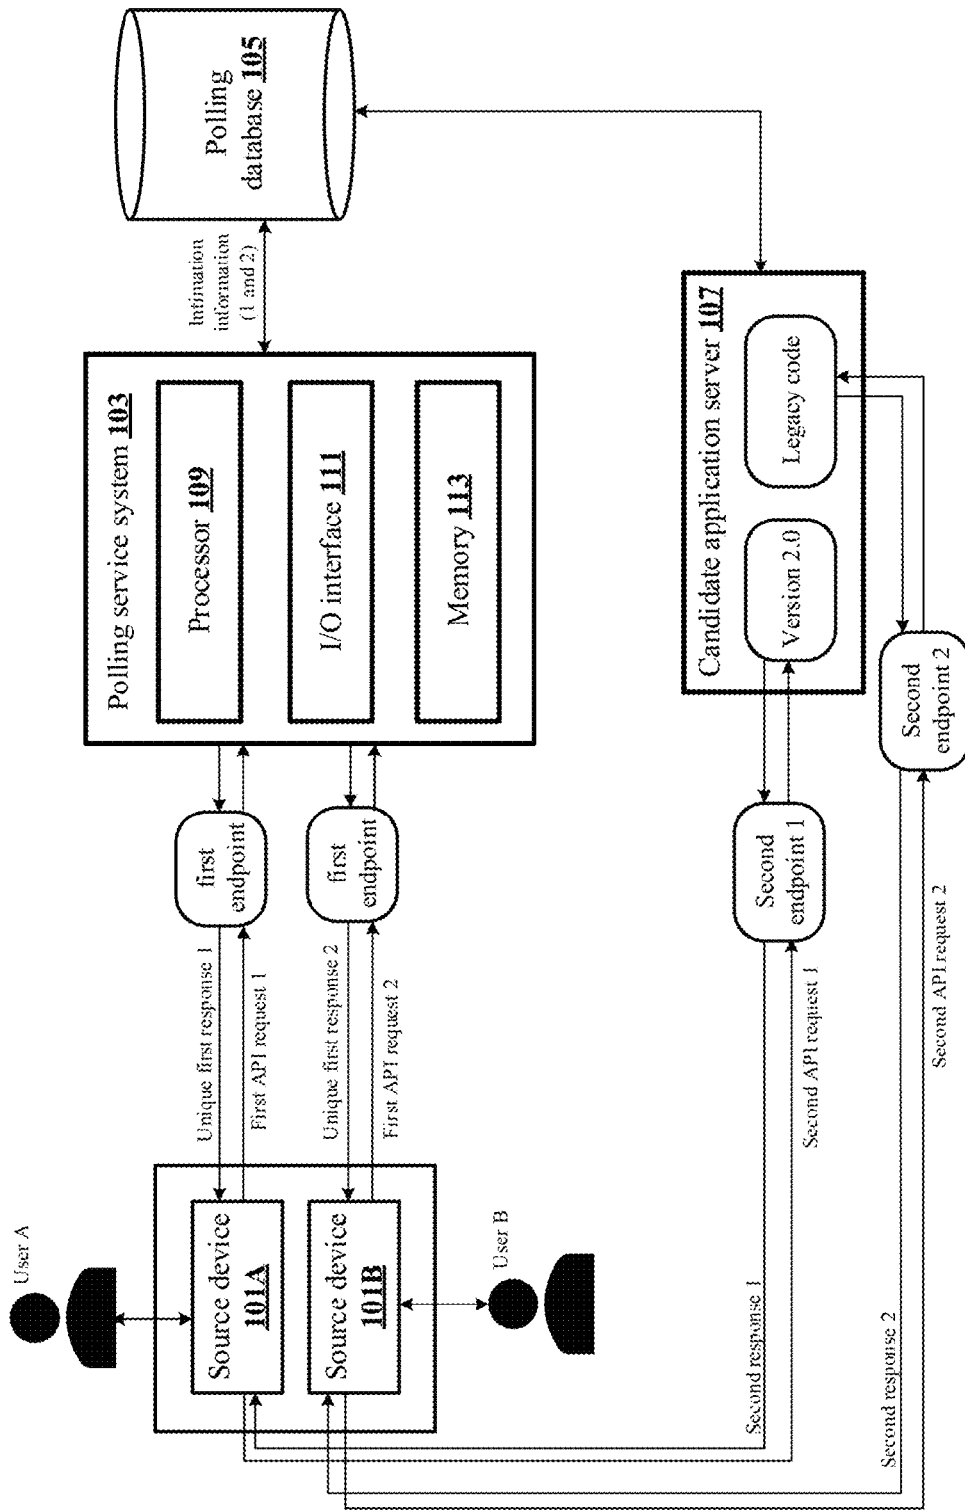 User A
Source device
101A
Source device
101B
User B
Unique first response 1
First API request 1
Unique first response 2
First API request 2
first
endpoint
first
endpoint
Polling service system 103
Processor 109
I/O interface 111
Memory 113
Intimation
information
(1 and 2)
Polling
database 105
Second response 1
Second API request 1
Second response 2
Second API request 2
Second
endpoint 1
Second
endpoint 2
Candidate application server 107
Version 2.0
Legacy code